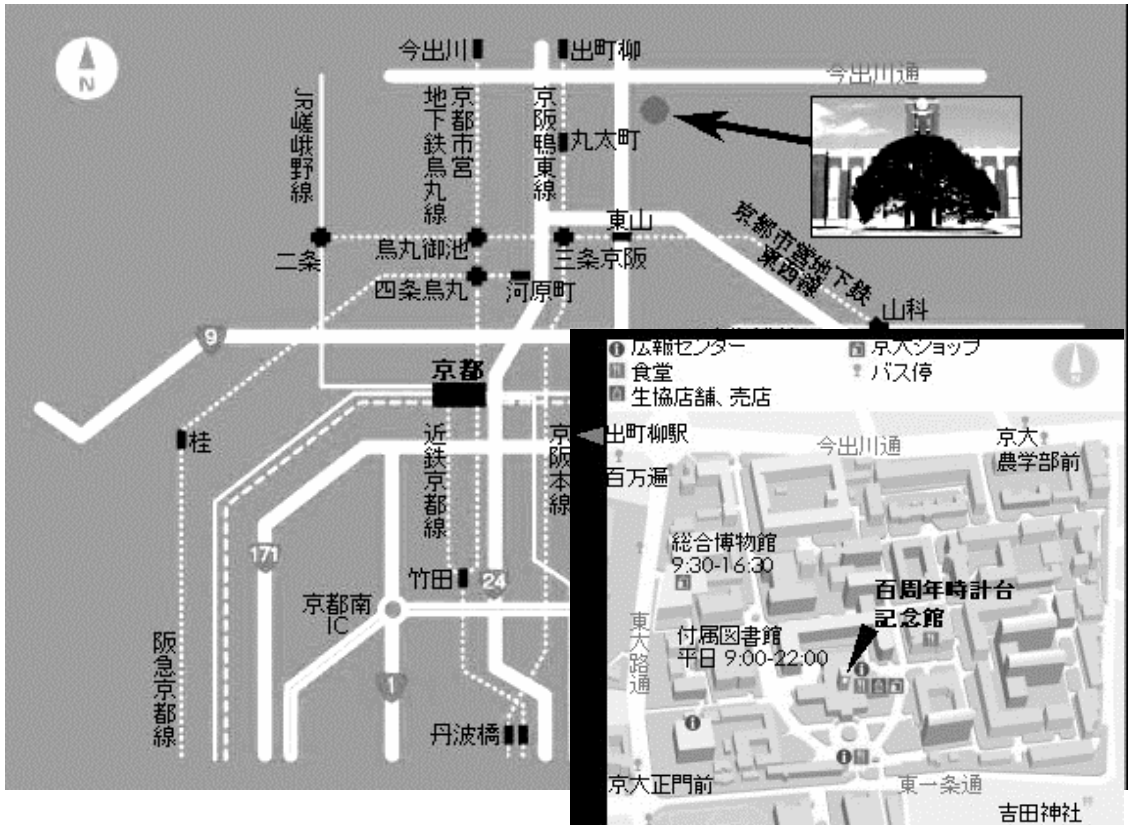 N
今出川
出町柳
今出川通
JR嵯峨野線
京都市営
地下鉄烏丸線
京阪鴨東線
丸太町
東山
京都市営地下鉄
東西線
二条
烏丸御池
三条京阪
四条烏丸
河原町
山科
9
京都
桂
近鉄京都線
京阪本線
171
竹田
24
京都南
IC
1
阪急京都線
丹波橋
広報センター
京大ショップ
食堂
バス停
生協店舗、売店
N
出町柳駅
今出川通
京大
農学部前
百万遍
総合博物館
9:30-16:30
百周年時計台
記念館
東大路通
付属図書館
平日 9:00-22:00
京大正門前
東一条通
吉田神社